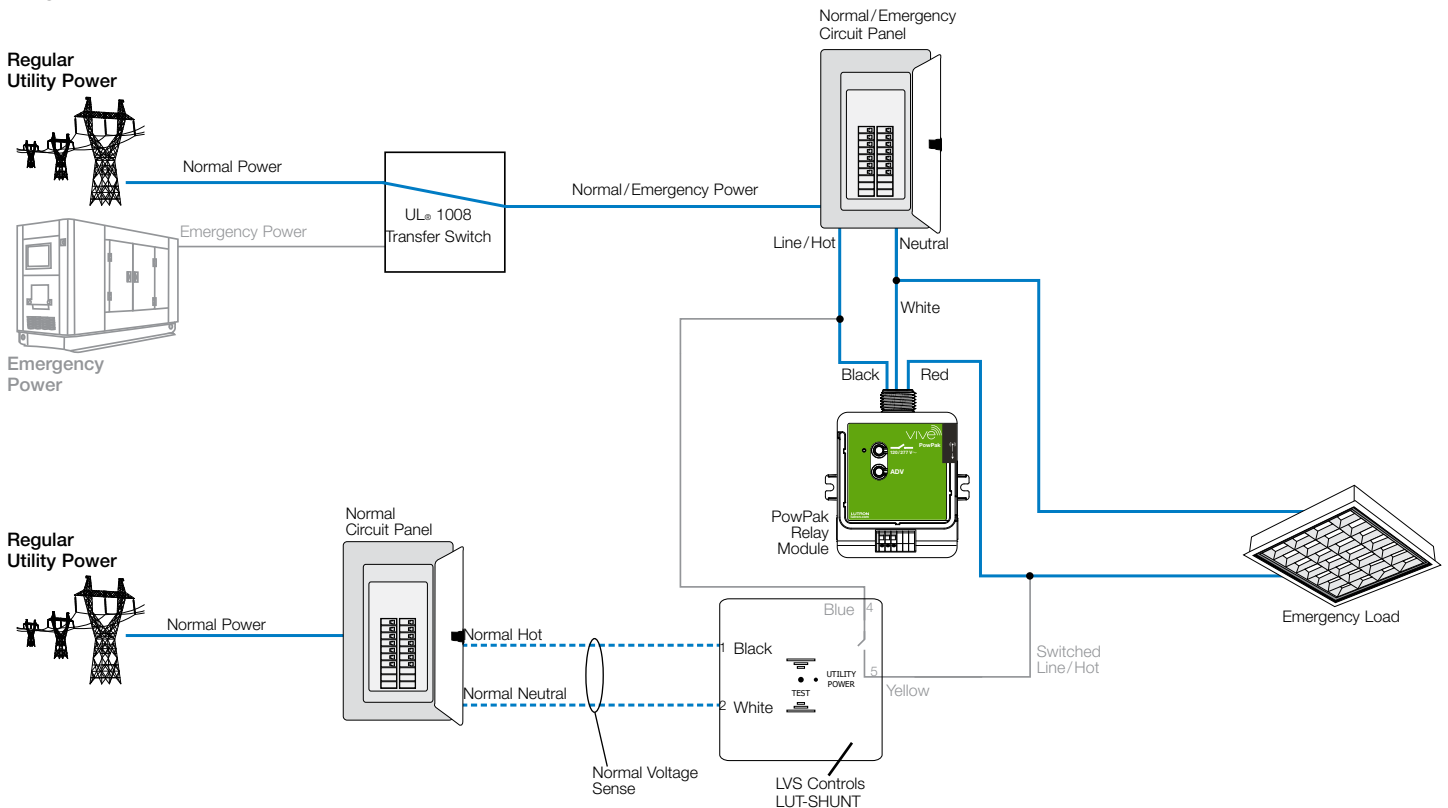 Normal/Emergency
Circuit Panel
Regular
Utility Power
Normal Power
UL® 1008
Transfer Switch
Normal/Emergency Power
Emergency Power
Emergency
Power
Line/Hot
Neutral
White
Black
Red
VIVE
PowPak
120/277 V~
ADV
LUTRON
PowPak
Relay
Module
Emergency Load
Regular
Utility Power
Normal Power
Normal
Circuit Panel
Normal Hot
Normal Neutral
Normal Voltage
Sense
1 Black
2 White
Blue 4
5
Yellow
UTILITY
POWER
TEST
Switched
Line/Hot
LVS Controls
LUT-SHUNT